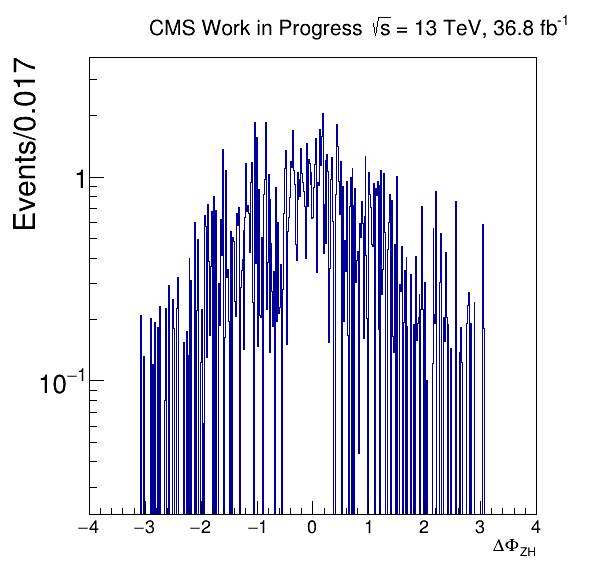 CMS Work in Progress √s = 13 TeV, 36.8 fb⁻¹
Events/0.017
1
10⁻¹
−4 −3 −2 −1 0 1 2 3 4
ΔΦ_ZH